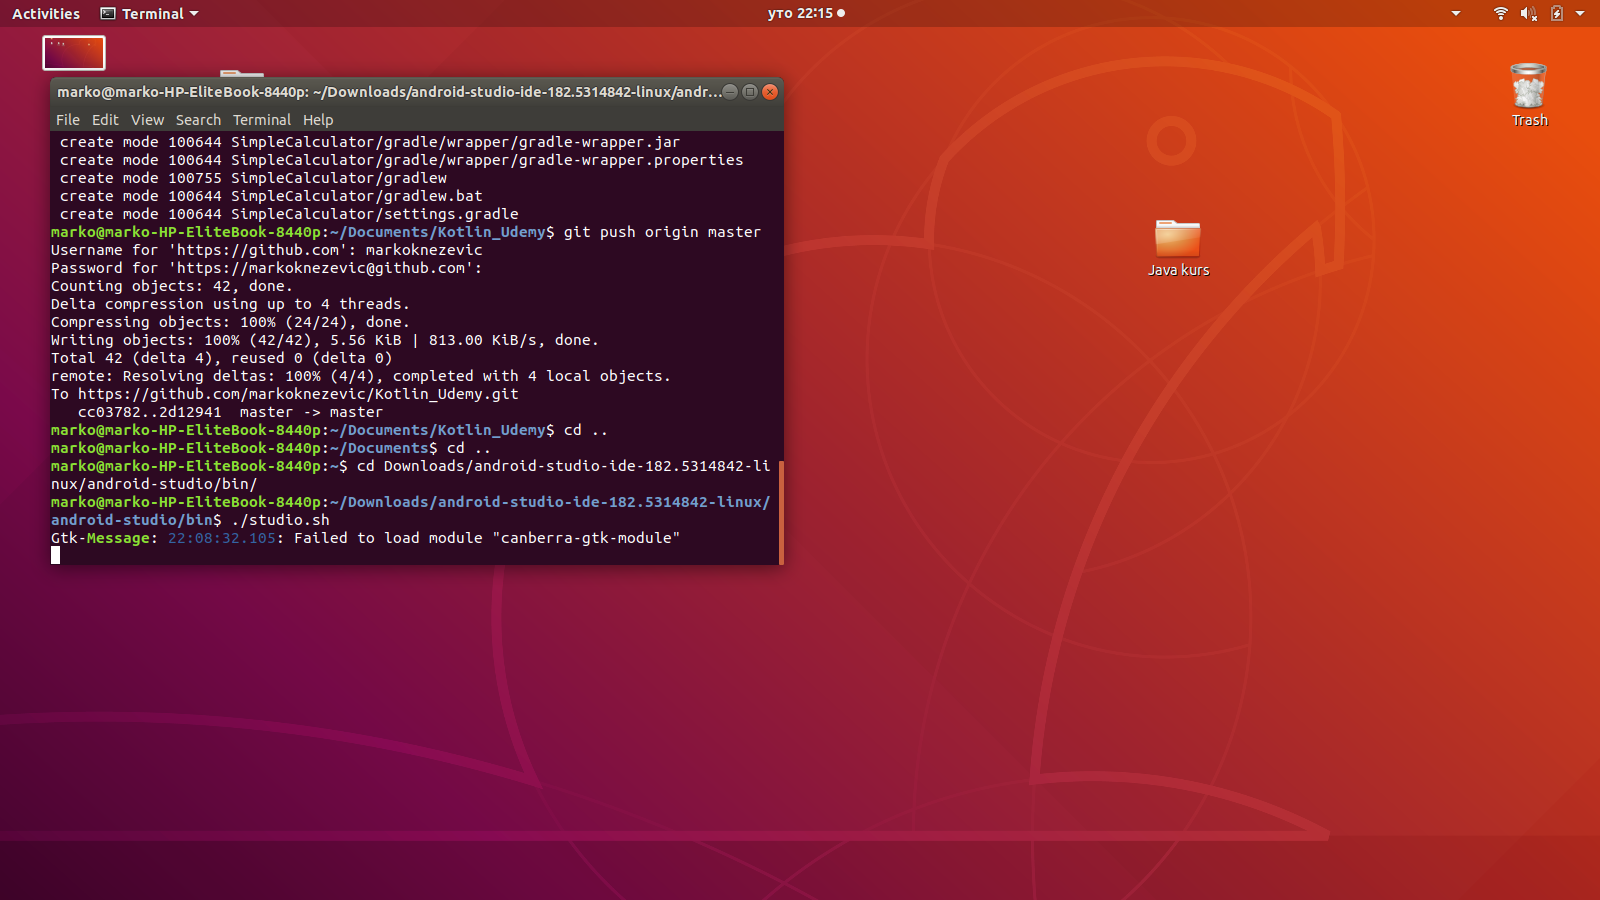 Activities
Terminal
уто 22:15
Trash
marko@marko-HP-EliteBook-8440p: ~/Downloads/android-studio-ide-182.5314842-linux/andr...
File Edit View Search Terminal Help
create mode 100644 SimpleCalculator/gradle/wrapper/gradle-wrapper.jar
create mode 100644 SimpleCalculator/gradle/wrapper/gradle-wrapper.properties
create mode 100755 SimpleCalculator/gradlew
create mode 100644 SimpleCalculator/gradlew.bat
create mode 100644 SimpleCalculator/settings.gradle
marko@marko-HP-EliteBook-8440p:~/Documents/Kotlin_Udemy$ git push origin master
Username for 'https://github.com': markoknezevic
Password for 'https://markoknezevic@github.com':
Counting objects: 42, done.
Delta compression using up to 4 threads.
Compressing objects: 100% (24/24), done.
Writing objects: 100% (42/42), 5.56 KiB | 813.00 KiB/s, done.
Total 42 (delta 4), reused 0 (delta 0)
remote: Resolving deltas: 100% (4/4), completed with 4 local objects.
To https://github.com/markoknezevic/Kotlin_Udemy.git
cc03782..2d12941  master -> master
marko@marko-HP-EliteBook-8440p:~/Documents/Kotlin_Udemy$ cd ..
marko@marko-HP-EliteBook-8440p:~/Documents$ cd ..
marko@marko-HP-EliteBook-8440p:~$ cd Downloads/android-studio-ide-182.5314842-li
nux/android-studio/bin/
marko@marko-HP-EliteBook-8440p:~/Downloads/android-studio-ide-182.5314842-linux/
android-studio/bin$ ./studio.sh
Gtk-Message: 22:08:32.105: Failed to load module "canberra-gtk-module"
Java kurs